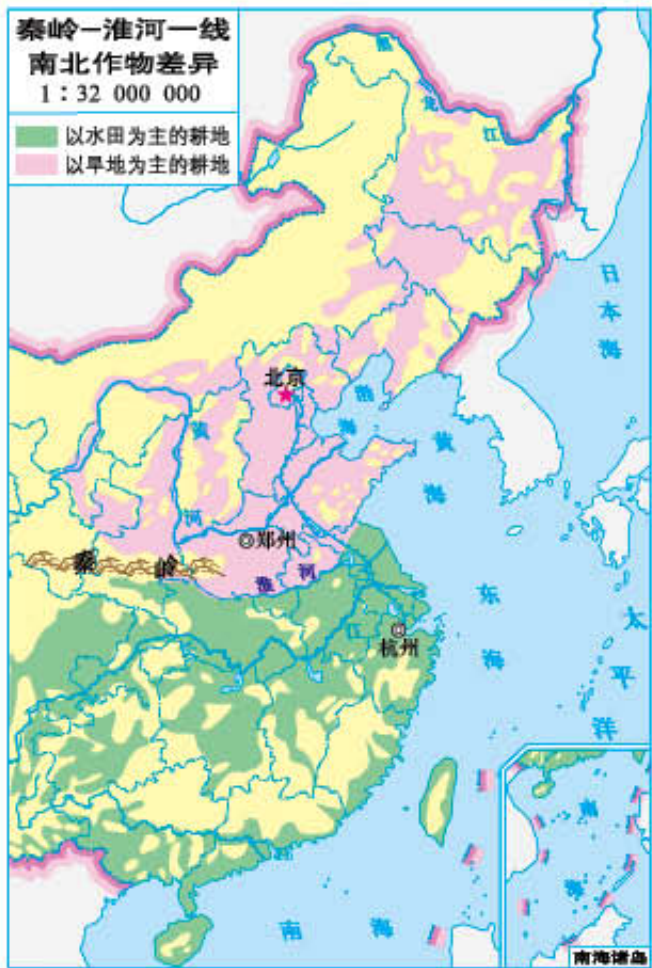 秦岭-淮河一线
南北作物差异
1:32 000 000
以水田为主的耕地
以旱地为主的耕地
黑
龙
江
日
本
海
北京
渤
海
黄
黄
海
河
郑州
秦
岭
淮
河
东
海
江
杭州
太
平
洋
南
海
南
海
南海诸岛